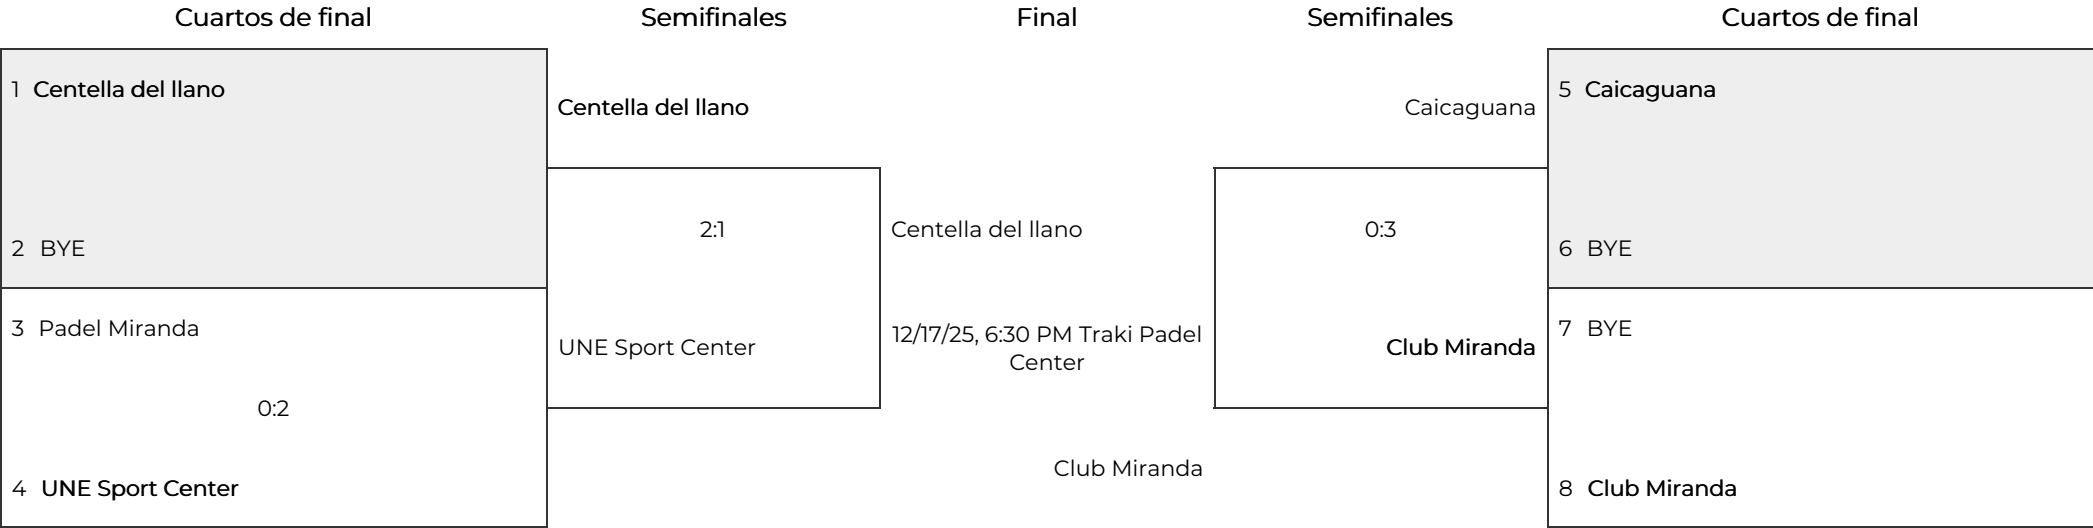 Cuartos de final
Semifinales
Final
Semifinales
Cuartos de final
1 Centella del llano
2 BYE
3 Padel Miranda
0:2
4 UNE Sport Center
Centella del llano
2:1
UNE Sport Center
Centella del llano
12/17/25, 6:30 PM Traki Padel
Center
Club Miranda
Caicaguana
0:3
Club Miranda
5 Caicaguana
6 BYE
7 BYE
8 Club Miranda